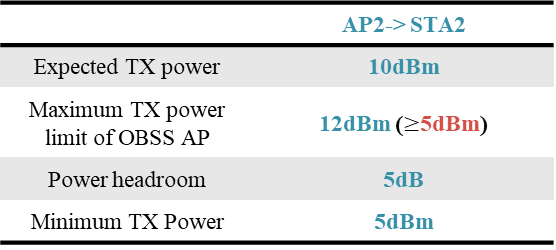 AP2-> STA2
Expected TX power 10dBm
Maximum TX power
limit of OBSS AP 12dBm (≥5dBm)
Power headroom 5dB
Minimum TX Power 5dBm